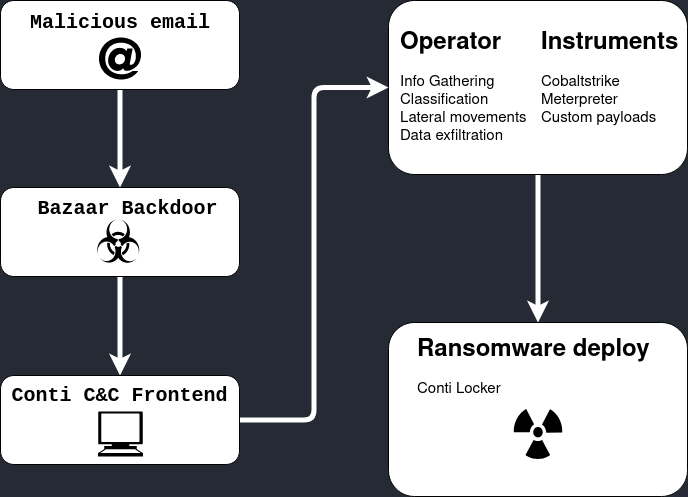 Malicious email
@
Bazaar Backdoor
Conti C&C Frontend
Operator
Info Gathering
Classification
Lateral movements
Data exfiltration
Instruments
Cobaltstrike
Meterpreter
Custom payloads
Ransomware deploy
Conti Locker